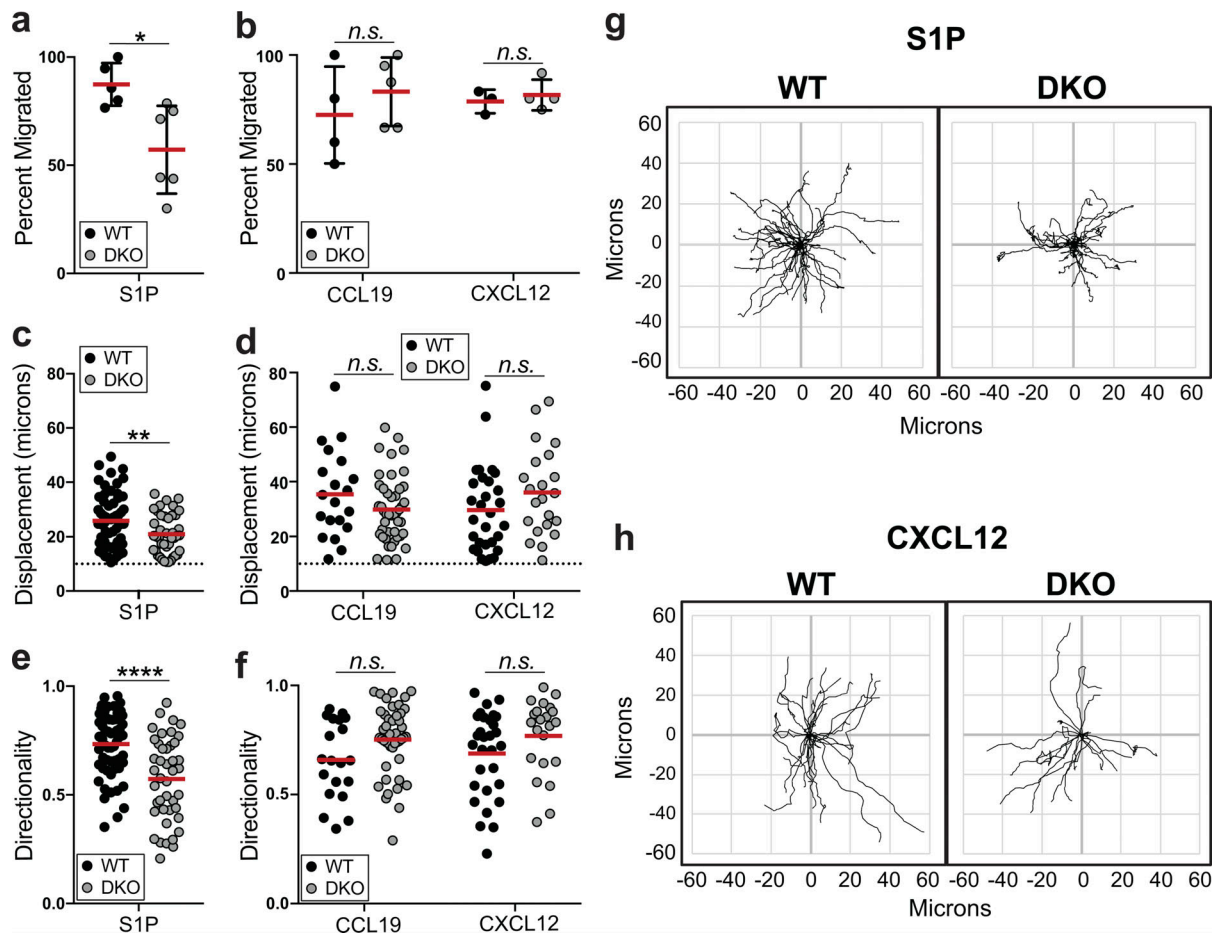 a
*
100
50
0
Percent Migrated
WT
DKO
S1P
b
n.s.
n.s.
100
50
0
Percent Migrated
WT
DKO
CCL19
CXCL12
c
WT
DKO
80
60
40
20
0
Displacement (microns)
**
S1P
d
WT
DKO
n.s.
n.s.
80
60
40
20
0
Displacement (microns)
CCL19
CXCL12
e
****
1.0
0.5
0.0
Directionality
WT
DKO
S1P
f
n.s.
n.s.
1.0
0.5
0.0
Directionality
WT
DKO
CCL19
CXCL12
g
S1P
WT
DKO
60
40
20
0
-20
-40
-60
Microns
-60 -40 -20 0 20 40 60
-60 -40 -20 0 20 40 60
Microns
h
CXCL12
WT
DKO
60
40
20
0
-20
-40
-60
Microns
-60 -40 -20 0 20 40 60
-60 -40 -20 0 20 40 60
Microns